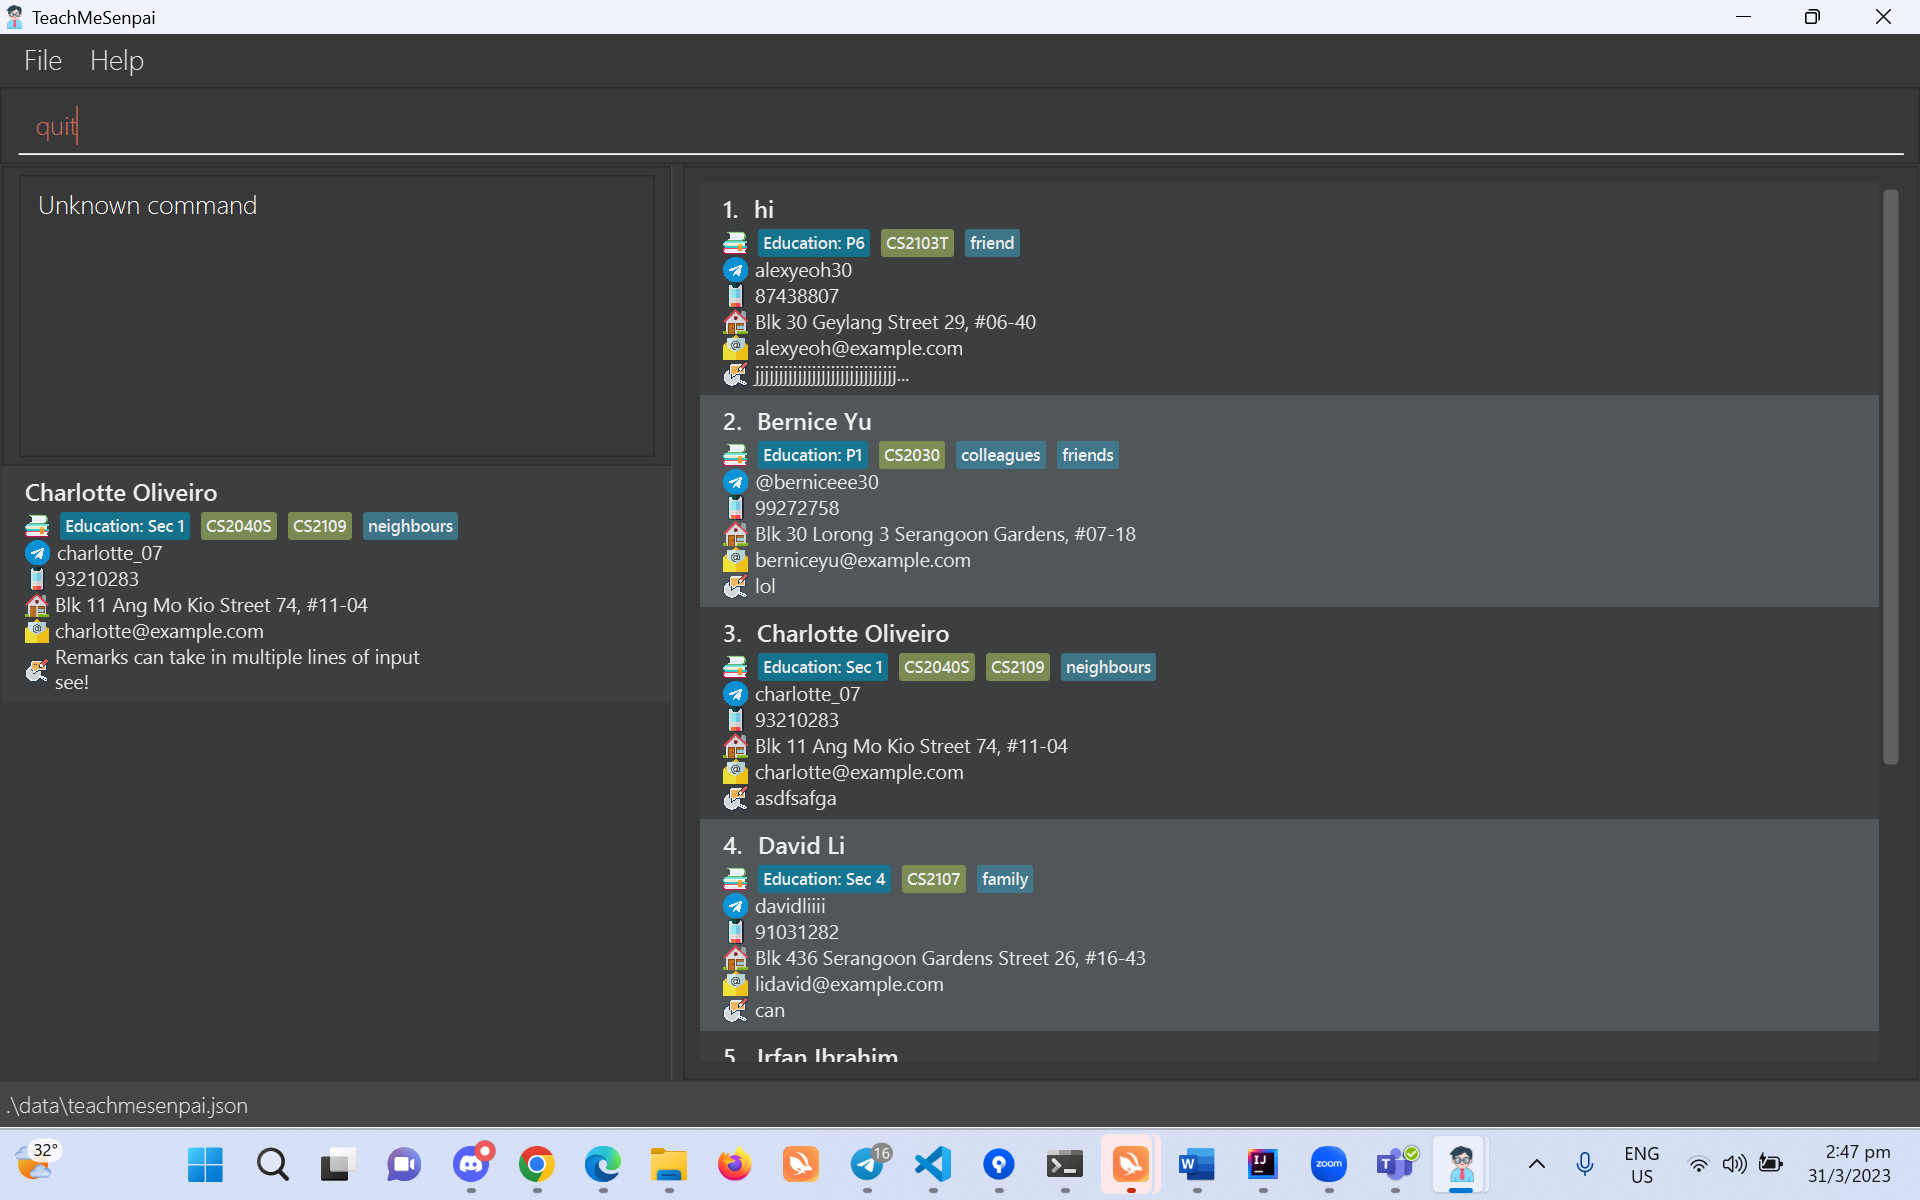 TeachMeSenpai
File Help
quit
Unknown command
Charlotte Oliveiro
Education: Sec 1 CS2040S CS2109 neighbours
charlotte_07
93210283
Blk 11 Ang Mo Kio Street 74, #11-04
charlotte@example.com
Remarks can take in multiple lines of input
see!
1. hi
Education: P6 CS2103T friend
alexyeoh30
87438807
Blk 30 Geylang Street 29, #06-40
alexyeoh@example.com
2. Bernice Yu
Education: P1 CS2030 colleagues friends
@berniceee30
99272758
Blk 30 Lorong 3 Serangoon Gardens, #07-18
berniceyu@example.com
lol
3. Charlotte Oliveiro
Education: Sec 1 CS2040S CS2109 neighbours
charlotte_07
93210283
Blk 11 Ang Mo Kio Street 74, #11-04
charlotte@example.com
asdfsafga
4. David Li
Education: Sec 4 CS2107 family
davidliiii
91031282
Blk 436 Serangoon Gardens Street 26, #16-43
lidavid@example.com
can
5. Irfan Ibrahim
.\data\teachmesenpai.json
32°
16
zoom
ENG
US
2:47 pm
31/3/2023